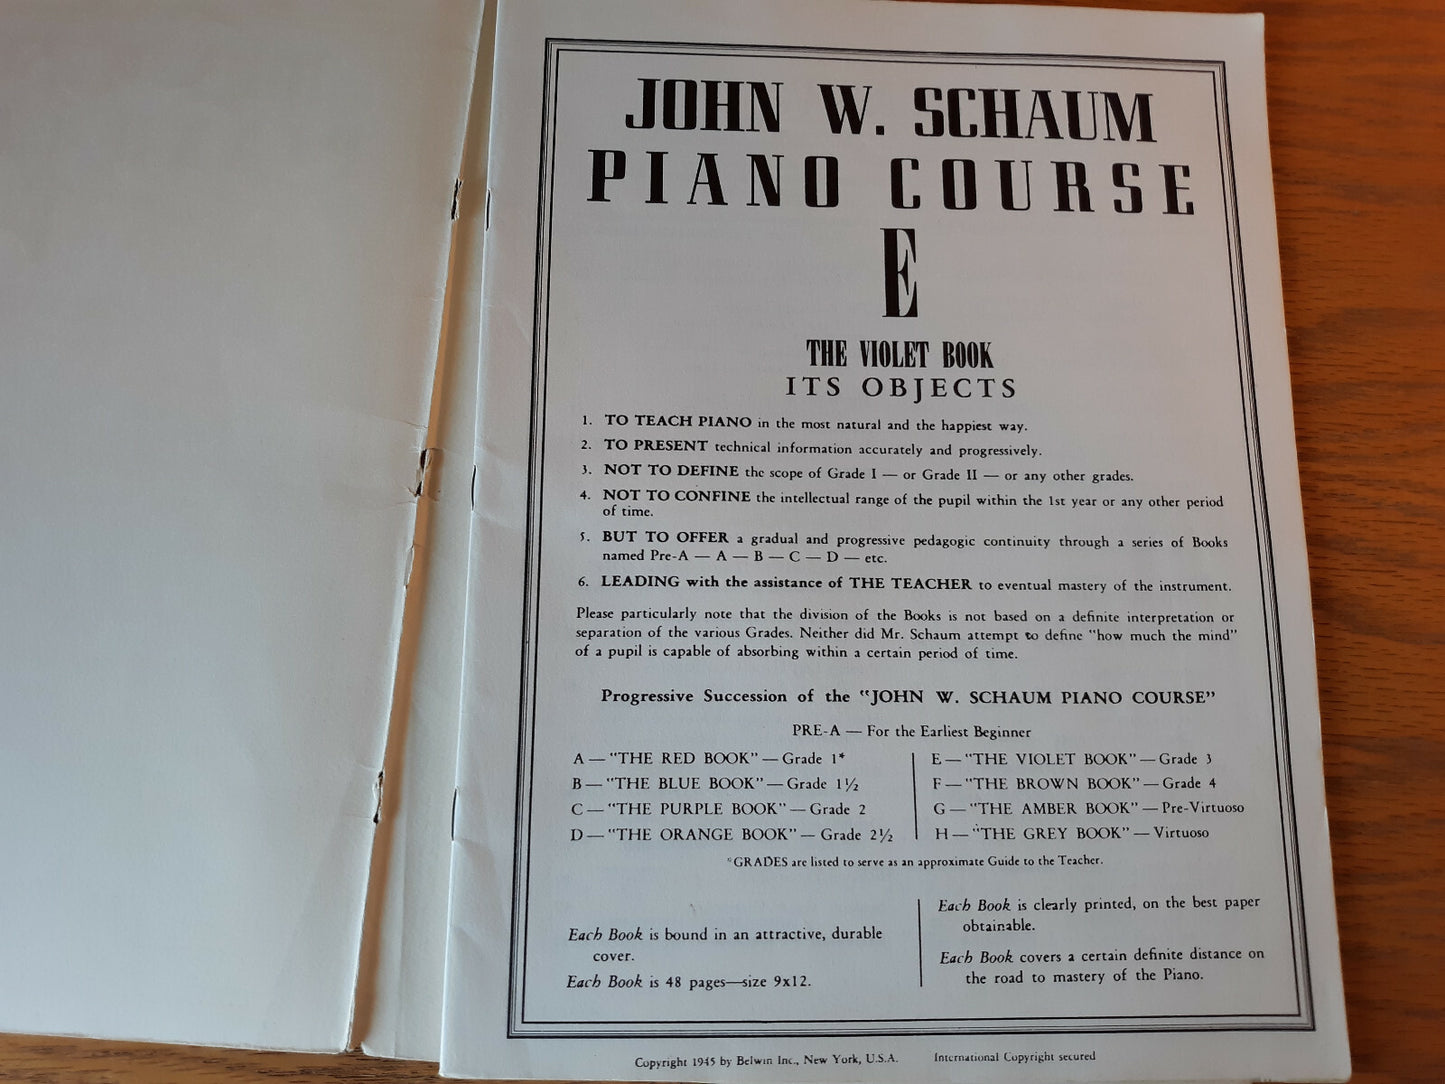 JOHN W. SCHAUM
PIANO COURSE
E
THE VIOLET BOOK
ITS OBJECTS
1. TO TEACH PIANO in the most natural and the happiest way.
2. TO PRESENT technical information accurately and progressively.
3. NOT TO DEFINE the scope of Grade I — or Grade II — or any other grades.
4. NOT TO CONFINE the intellectual range of the pupil within the 1st year or any other period
of time.
5. BUT TO OFFER a gradual and progressive pedagogic continuity through a series of Books
named Pre-A — A — B — C — D — etc.
6. LEADING with the assistance of THE TEACHER to eventual mastery of the instrument.
Please particularly note that the division of the Books is not based on a definite interpretation or
separation of the various Grades. Neither did Mr. Schaum attempt to define "how much the mind"
of a pupil is capable of absorbing within a certain period of time.
Progressive Succession of the "JOHN W. SCHAUM PIANO COURSE"
PRE-A — For the Earliest Beginner
A — "THE RED BOOK" — Grade 1*
B — "THE BLUE BOOK" — Grade 1½
C — "THE PURPLE BOOK" — Grade 2
D — "THE ORANGE BOOK" — Grade 2½
E — "THE VIOLET BOOK" — Grade 3
F — "THE BROWN BOOK" — Grade 4
G — "THE AMBER BOOK" — Pre-Virtuoso
H — "THE GREY BOOK" — Virtuoso
*GRADES are listed to serve as an approximate Guide to the Teacher.
Each Book is bound in an attractive, durable
cover.
Each Book is 48 pages—size 9x12.
Each Book is clearly printed, on the best paper
obtainable.
Each Book covers a certain definite distance on
the road to mastery of the Piano.
Copyright 1945 by Belwin Inc., New York, U.S.A. International Copyright secured